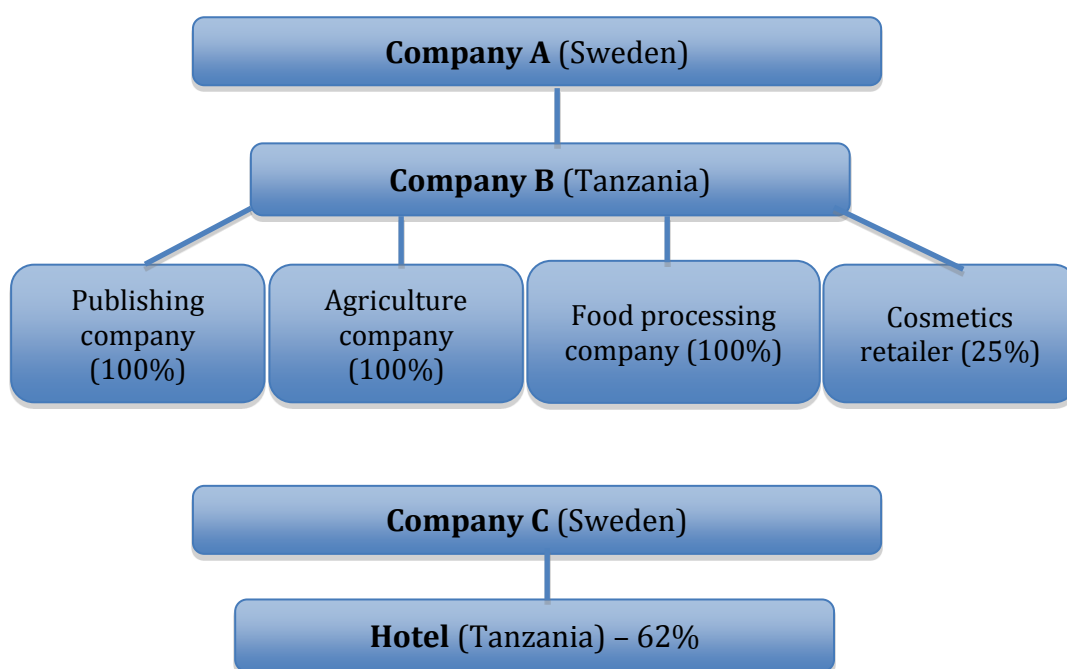 Company A (Sweden)
Company B (Tanzania)
Publishing
company
(100%)
Agriculture
company
(100%)
Food processing
company (100%)
Cosmetics
retailer (25%)
Company C (Sweden)
Hotel (Tanzania) – 62%